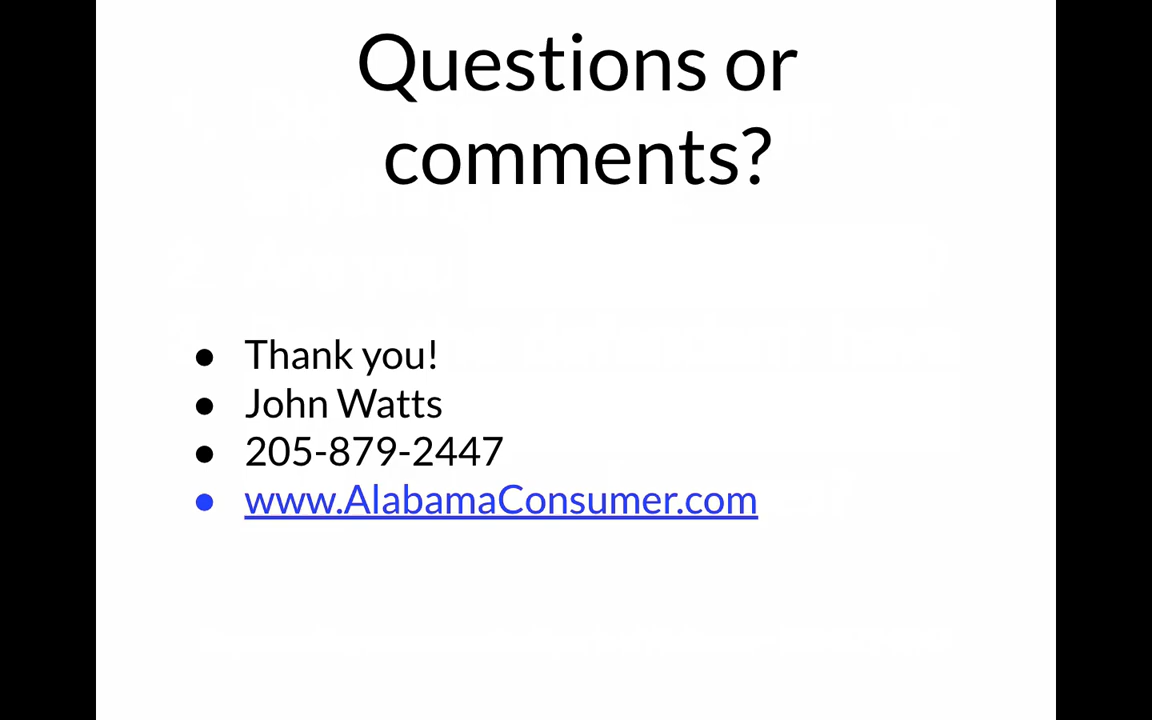 Questions or
comments?
● Thank you!
● John Watts
● 205-879-2447
● www.AlabamaConsumer.com